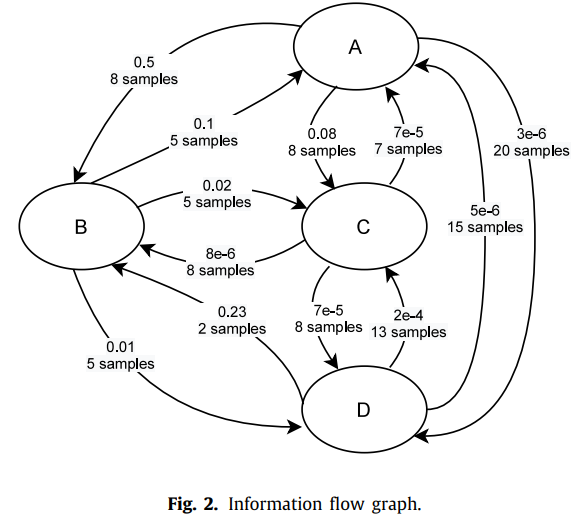 A
0.5
8 samples
0.1
5 samples
0.08
8 samples
7e-5
7 samples
3e-6
20 samples
0.02
5 samples
5e-6
15 samples
B
C
8e-6
8 samples
0.23
2 samples
7e-5
8 samples
2e-4
13 samples
0.01
5 samples
D
Fig. 2. Information flow graph.